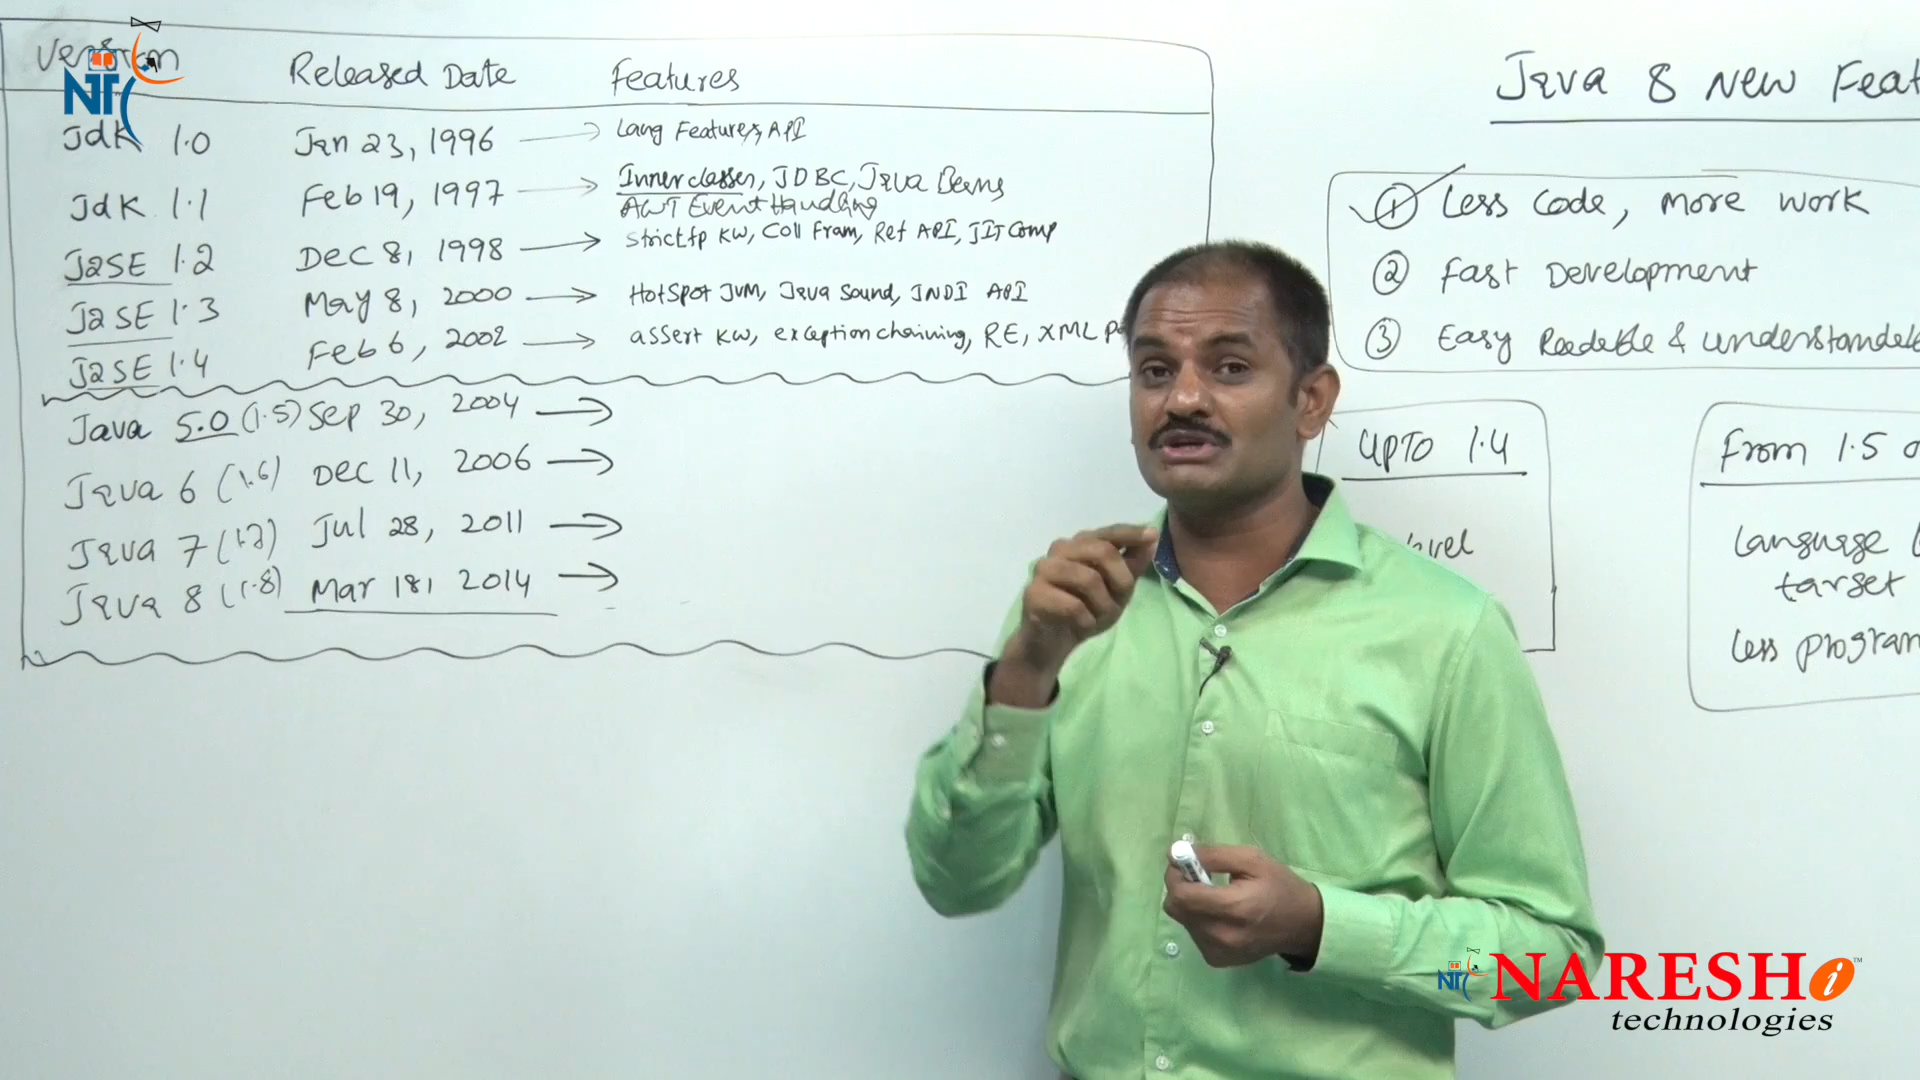 Version Released Date Features
Jdk 1.0 Jan 23, 1996 Lang Features, API
Jdk 1.1 Feb 19, 1997 Inner classes, JDBC, Java Beans
AWT Event Handling
J2SE 1.2 Dec 8, 1998 strictfp kw, Coll Fram, Ref API, JIT Comp
J2SE 1.3 May 8, 2000 HotSpot JVM, Java Sound, JNDI API
J2SE 1.4 Feb 6, 2002 assert kw, exception chaining, RE, XML
Java 5.0 (1.5) Sep 30, 2004
Java 6 (1.6) Dec 11, 2006
Java 7 (1.7) Jul 28, 2011
Java 8 (1.8) Mar 18, 2014
Java 8 New Feat
① Less Code, More work
② Fast Development
③ Easy Readable & understandable
UPTO 1.4
From 1.5
Language
target
less program
NT
NT
NARESH i ™
technologies